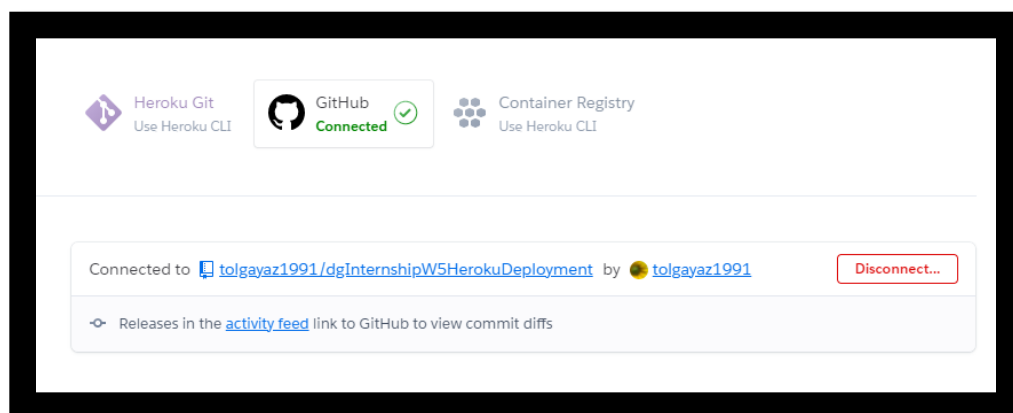 Heroku Git
Use Heroku CLI
GitHub
Connected
Container Registry
Use Heroku CLI
Connected to tolgayaz1991/dgInternshipW5HerokuDeployment by tolgayaz1991
Disconnect...
Releases in the activity feed link to GitHub to view commit diffs